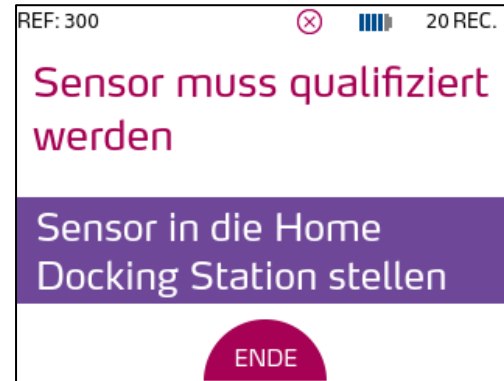 REF: 300 20 REC.
Sensor muss qualifiziert
werden
Sensor in die Home
Docking Station stellen
ENDE